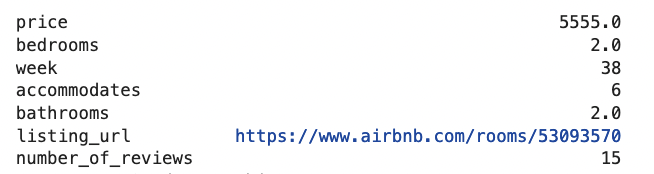 price 5555.0
bedrooms 2.0
week 38
accommodates 6
bathrooms 2.0
listing_url https://www.airbnb.com/rooms/53093570
number_of_reviews 15